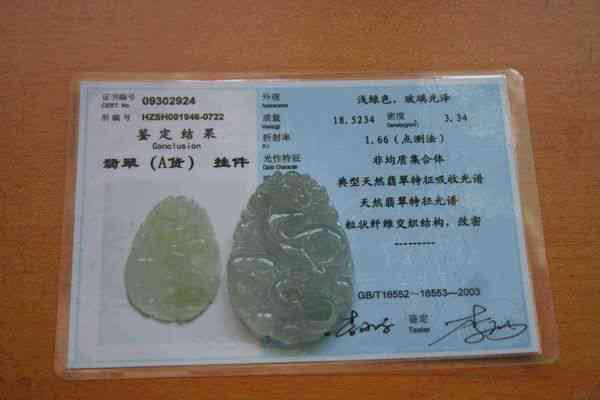 证书编号 09302924
CERT. No.
所编号 HZSH091946-0722
鉴定结果
Conclusion
翡翠（A货） 挂件
外观 浅绿色，玻璃光泽
质量 18.5234 密度 3.34
折射率 1.66（点测法）
光性特征 非均质集合体
典型天然翡翠特征吸收光谱
天然翡翠特征光谱
粒状纤维交织结构，致密
---------
GB/T16552～16553—2003
鉴定
Tester